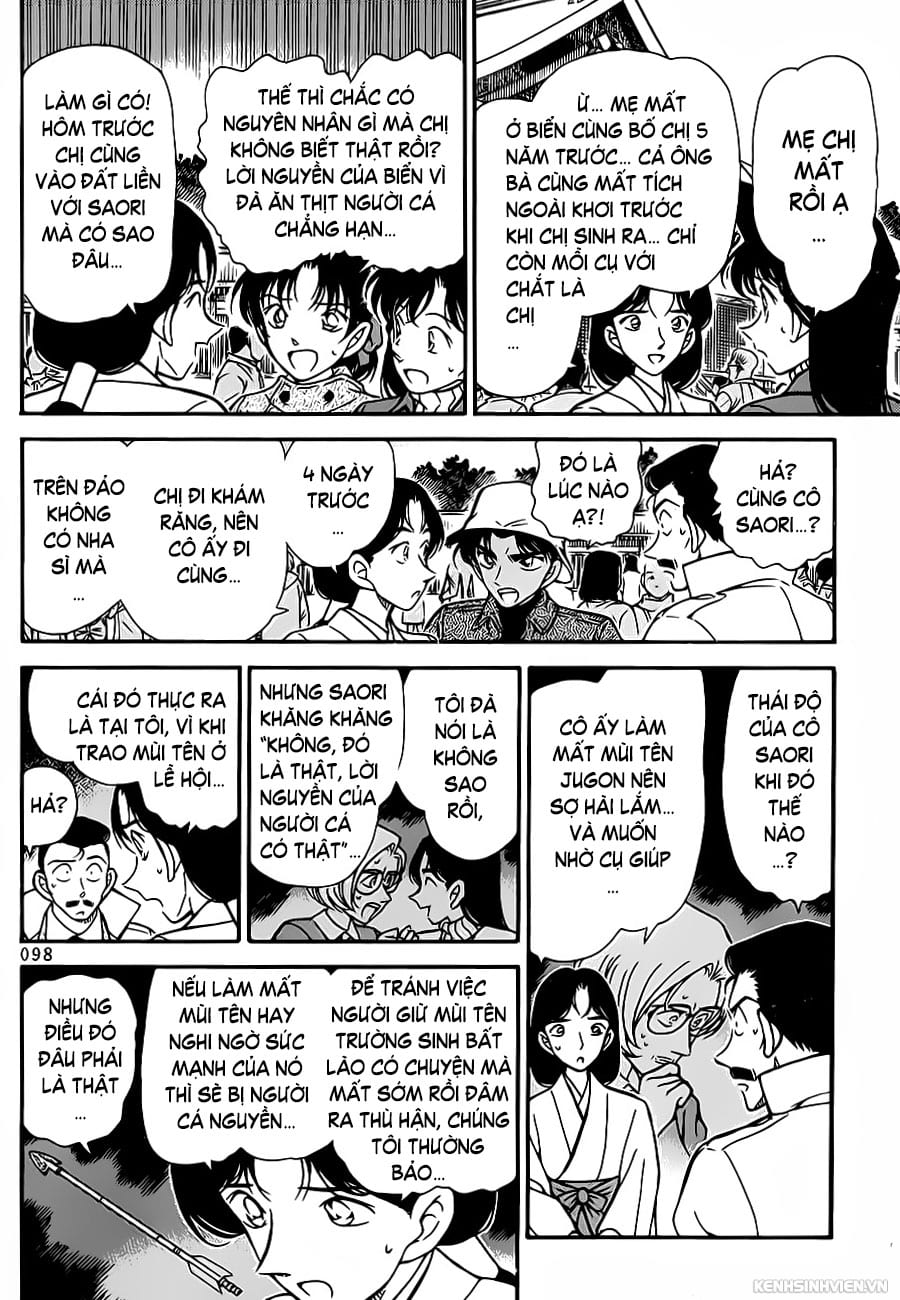 MẸ CHỊ
MẤT
RỒI Ạ
...
Ừ... MẸ MẤT
Ở BIỂN CÙNG BỐ CHỊ 5
NĂM TRƯỚC... CẢ ÔNG
BÀ CÙNG MẤT TÍCH
NGOÀI KHƠI TRƯỚC
KHI CHỊ SINH RA... CHỈ
CÒN MỖI CỤ VỚI
CHẮT LÀ
CHỊ
...
THẾ THÌ CHẮC CÓ
NGUYÊN NHÂN GÌ MÀ CHỊ
KHÔNG BIẾT THẬT RỒI?
LỜI NGUYỀN CỦA BIỂN VÌ
ĐÃ ĂN THỊT NGƯỜI CÁ
CHẲNG HẠN...
LÀM GÌ CÓ!
HÔM TRƯỚC
CHỊ CÙNG
VÀO ĐẤT LIỀN
VỚI SAORI
MÀ CÓ SAO
ĐÂU...
HẢ?
CÙNG CÔ
SAORI...?
ĐÓ LÀ
LÚC NÀO
Ạ?!
4 NGÀY
TRƯỚC
...
CHỊ ĐI KHÁM
RĂNG, NÊN
CÔ ẤY ĐI
CÙNG...
TRÊN ĐẢO
KHÔNG
CÓ NHA
SĨ MÀ
...
THÁI ĐỘ
CỦA CÔ
SAORI
KHI ĐÓ
THẾ
NÀO
...?
CÔ ẤY LÀM
MẤT MŨI TÊN
JUGON NÊN
SỢ HÃI LẮM...
VÀ MUỐN
NHỜ CỤ GIÚP
...
TÔI ĐÃ
NÓI LÀ
KHÔNG
SAO
RỒI,
NHƯNG SAORI
KHĂNG KHĂNG
“KHÔNG, ĐÓ
LÀ THẬT, LỜI
NGUYỀN CỦA
NGƯỜI CÁ
CÓ THẬT”...
CÁI ĐÓ THỰC RA
LÀ TẠI TÔI, VÌ KHI
TRAO MŨI TÊN Ở
LỄ HỘI...
HẢ?
098
ĐỂ TRÁNH VIỆC
NGƯỜI GIỮ MŨI TÊN
TRƯỜNG SINH BẤT
LÃO CÓ CHUYỆN MÀ
MẤT SỚM RỒI ĐÂM
RA THÙ HẬN, CHÚNG
TÔI THƯỜNG
BẢO...
NẾU LÀM MẤT
MŨI TÊN HAY
NGHI NGỜ SỨC
MẠNH CỦA NÓ
THÌ SẼ BỊ NGƯỜI
CÁ NGUYỀN...
NHƯNG
ĐIỀU ĐÓ
ĐÂU PHẢI
LÀ THẬT
...
KENHSINHVIEN.VN